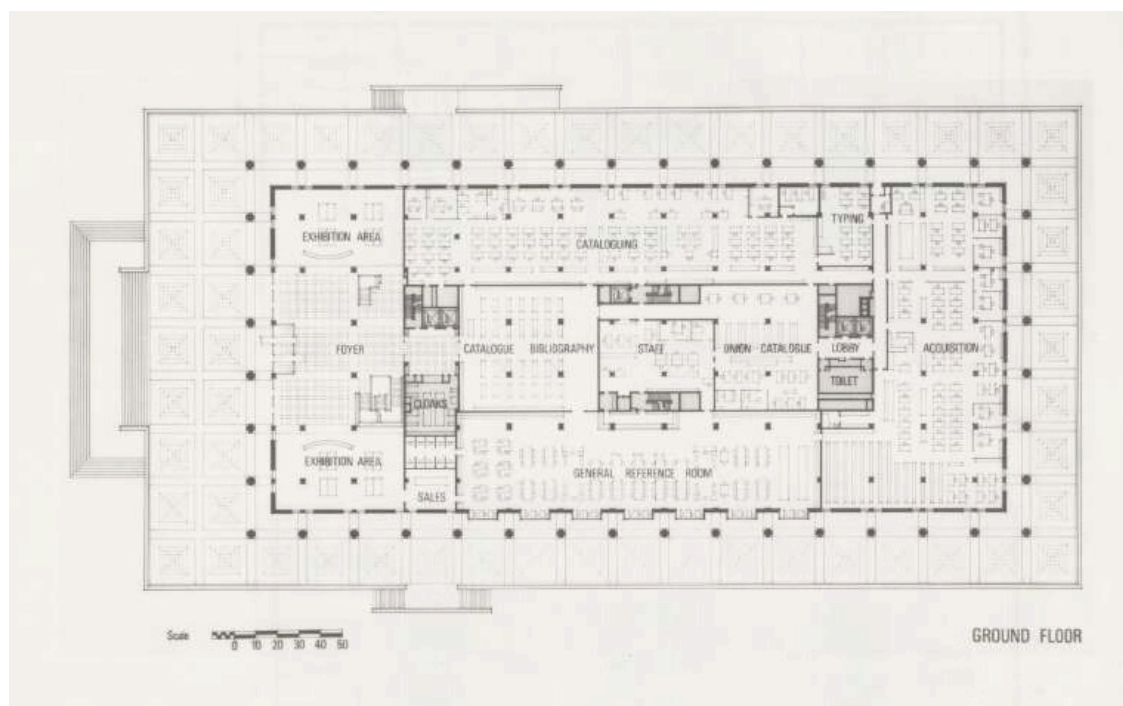 EXHIBITION AREA
CATALOGUING
TYPING
FOYER
CATALOGUE BIBLIOGRAPHY
STAFF
UNION CATALOGUE
LOBBY
ACQUISITION
TOILET
CLOAKS
EXHIBITION AREA
GENERAL REFERENCE ROOM
SALES
Scale
0 10 20 30 40 50
GROUND FLOOR